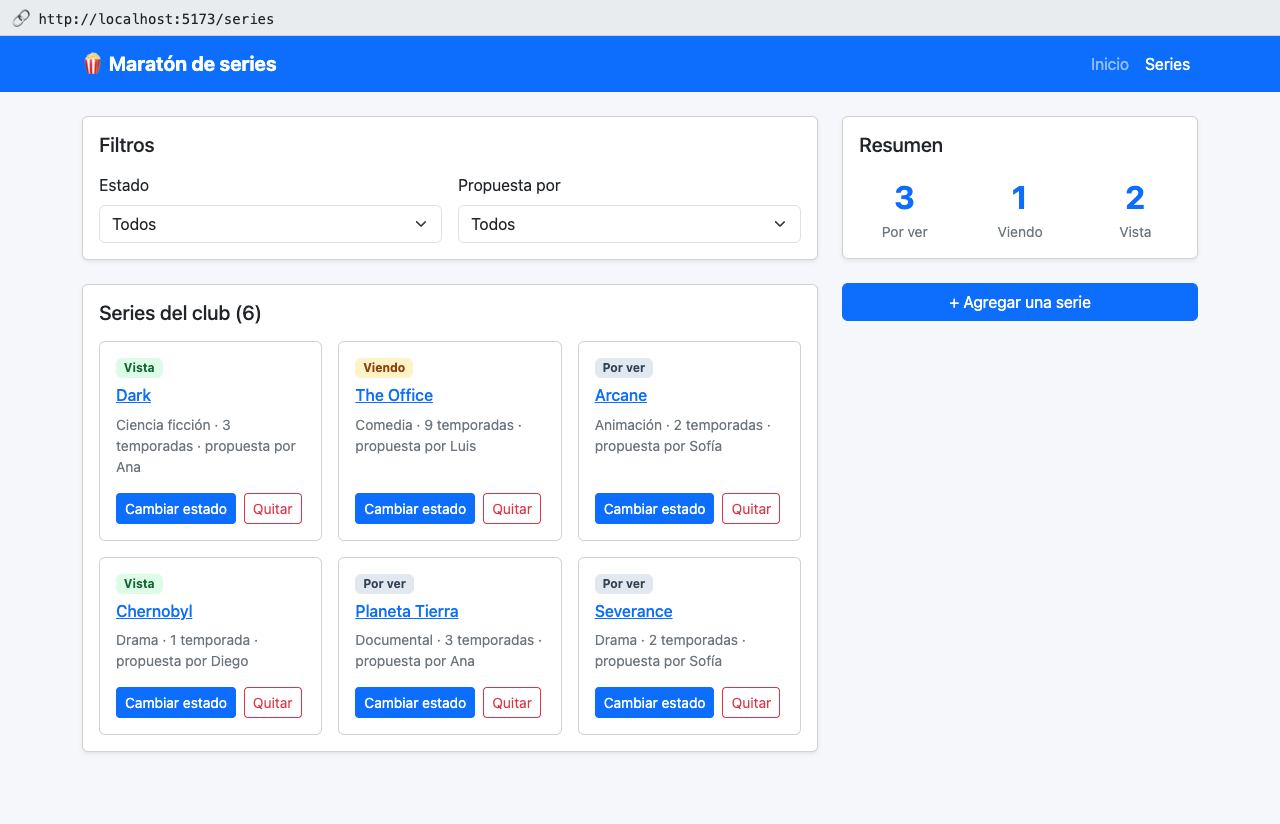 http://localhost:5173/series
Maratón de series
Inicio
Series
Filtros
Estado
Propuesta por
Todos
Todos
Resumen
3
1
2
Por ver
Viendo
Vista
+ Agregar una serie
Series del club (6)
Vista
Dark
Ciencia ficción · 3
temporadas · propuesta por
Ana
Cambiar estado
Quitar
Viendo
The Office
Comedia · 9 temporadas ·
propuesta por Luis
Cambiar estado
Quitar
Por ver
Arcane
Animación · 2 temporadas ·
propuesta por Sofía
Cambiar estado
Quitar
Vista
Chernobyl
Drama · 1 temporada ·
propuesta por Diego
Cambiar estado
Quitar
Por ver
Planeta Tierra
Documental · 3 temporadas ·
propuesta por Ana
Cambiar estado
Quitar
Por ver
Severance
Drama · 2 temporadas ·
propuesta por Sofía
Cambiar estado
Quitar